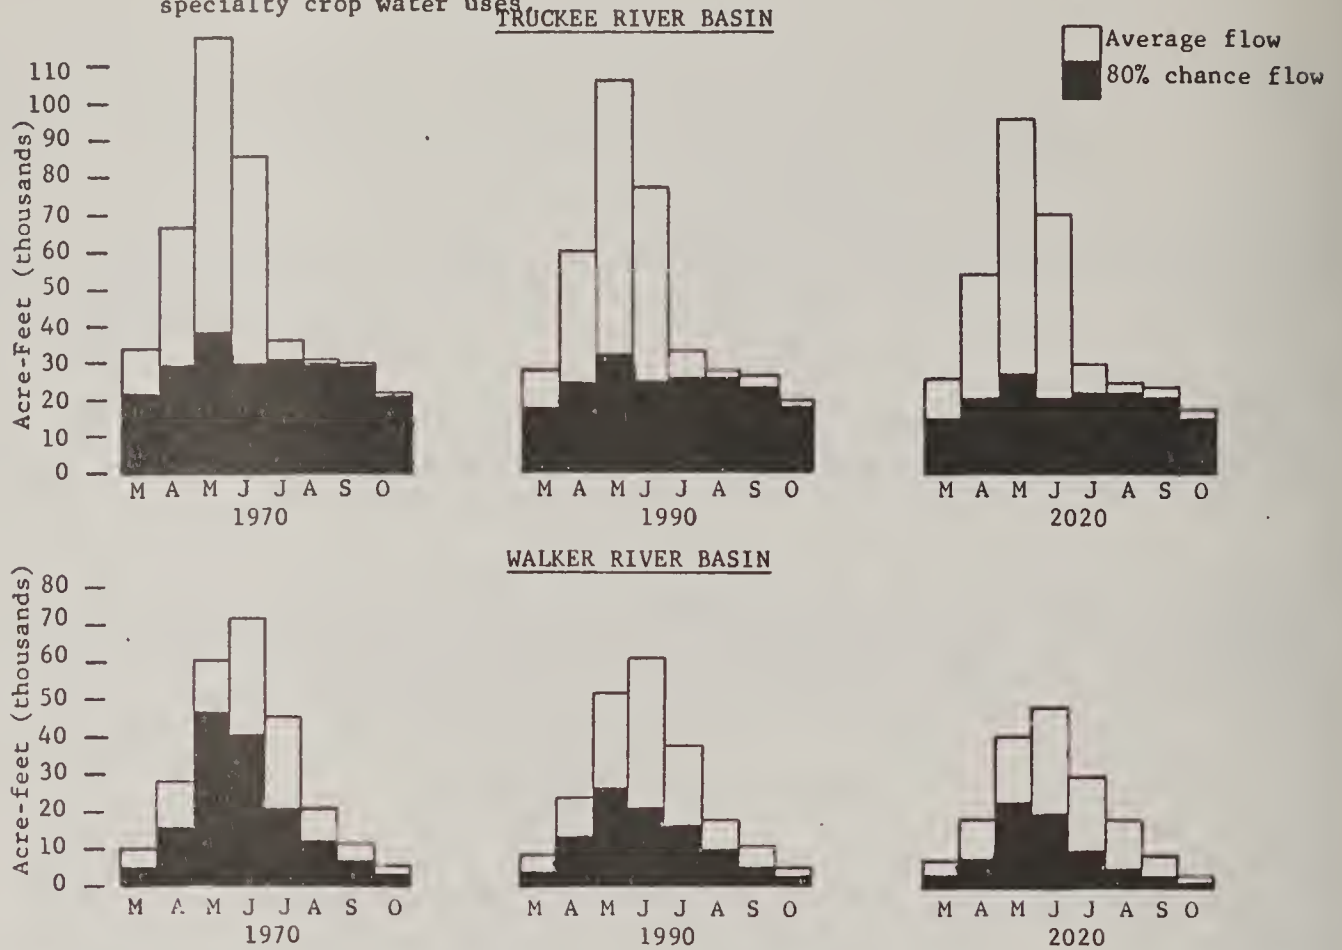 specialty crop water uses.
TRUCKEE RIVER BASIN
Average flow
80% chance flow
Acre-Feet (thousands)
110
100
90
80
70
60
50
40
30
20
10
0
M A M J J A S O
1970
M A M J J A S O
1990
M A M J J A S O
2020
WALKER RIVER BASIN
Acre-feet (thousands)
80
70
60
50
40
30
20
10
0
M A M J J A S O
1970
M A M J J A S O
1990
M A M J J A S O
2020